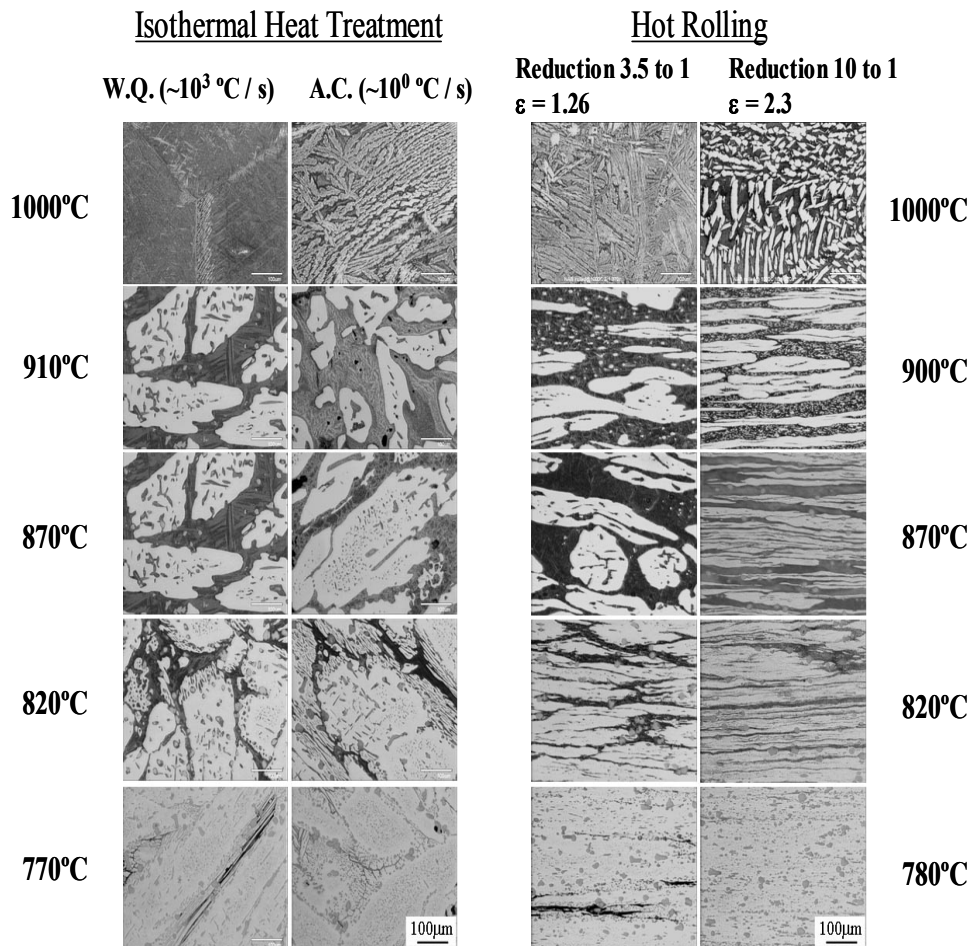 Isothermal Heat Treatment
Hot Rolling
W.Q. (~10³ ºC / s)
A.C. (~10⁰ ºC / s)
Reduction 3.5 to 1
ε = 1.26
Reduction 10 to 1
ε = 2.3
1000ºC
1000ºC
910ºC
900ºC
870ºC
870ºC
820ºC
820ºC
770ºC
780ºC
100μm
100μm